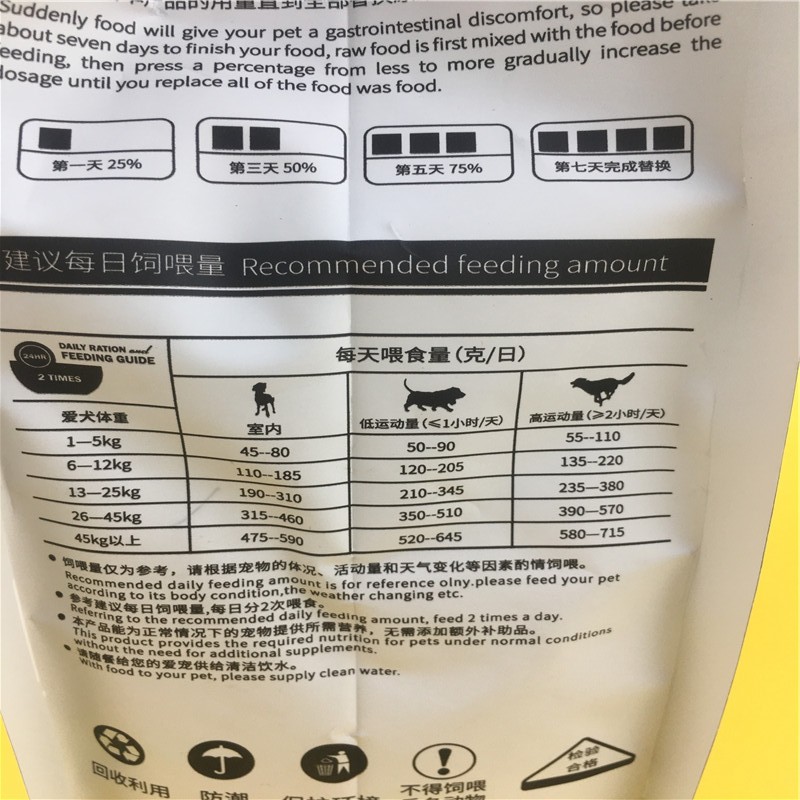 品的用量直到全部替换
Suddenly food will give your pet a gastrointestinal discomfort, so please take
about seven days to finish your food, raw food is first mixed with the food before
feeding, then press a percentage from less to more gradually increase the
dosage until you replace all of the food was food.
第一天 25%
第三天 50%
第五天 75%
第七天完成替换
建议每日饲喂量 Recommended feeding amount
24HR
DAILY RATION and
FEEDING GUIDE
2 TIMES
每天喂食量(克/日)
爱犬体重
室内
低运动量(≤1小时/天)
高运动量(≥2小时/天)
1—5kg 45--80 50--90 55--110
6—12kg 110--185 120--205 135--220
13—25kg 190--310 210--345 235—380
26—45kg 315--460 350--510 390—570
45kg以上 475--590 520--645 580—715
• 饲喂量仅为参考，请根据宠物的体况、活动量和天气变化等因素酌情饲喂。
Recommended daily feeding amount is for reference olny.please feed your pet
according to its body condition,the weather changing etc.
• 参考建议每日饲喂量,每日分2次喂食。
Referring to the recommended daily feeding amount, feed 2 times a day.
• 本产品能为正常情况下的宠物提供所需营养，无需添加额外补助品。
This product provides the required nutrition for pets under normal conditions
without the need for additional supplements.
• 请随餐给您的爱宠供给清洁饮水。
With food to your pet, please supply clean water.
回收利用
防潮
保护环境
不得饲喂
检验
合格